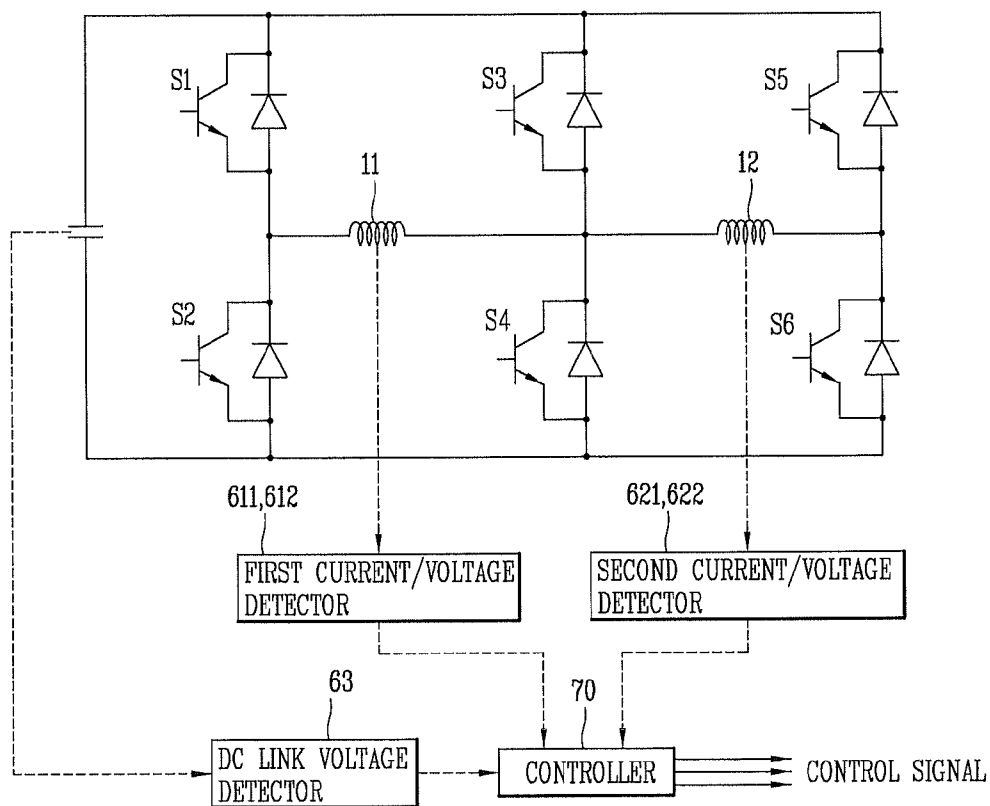 S1
S3
S5
11
12
S2
S4
S6
611,612
621,622
FIRST CURRENT/VOLTAGE
DETECTOR
SECOND CURRENT/VOLTAGE
DETECTOR
63
70
DC LINK VOLTAGE
DETECTOR
CONTROLLER
CONTROL SIGNAL